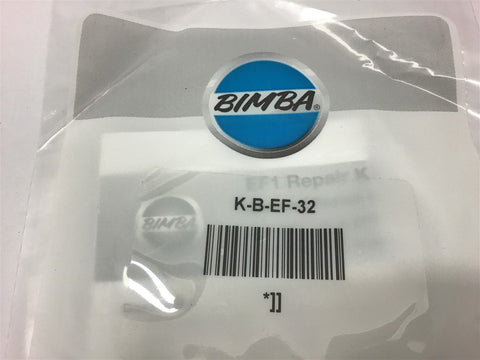 BIMBA®
EF1 Repair K
K-B-EF-32
BIMBA
*]]